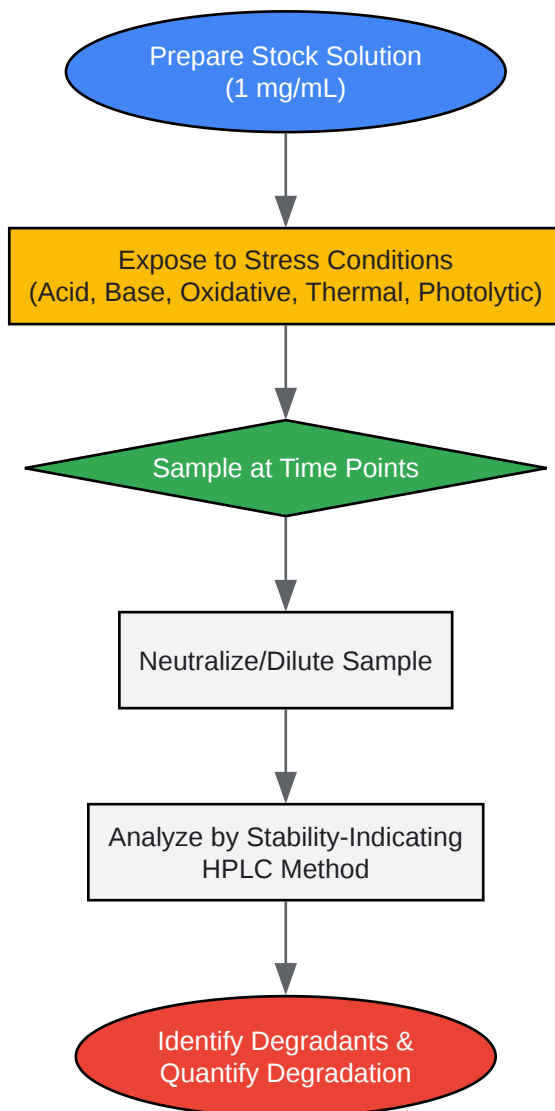 Prepare Stock Solution
(1 mg/mL)
Expose to Stress Conditions
(Acid, Base, Oxidative, Thermal, Photolytic)
Sample at Time Points
Neutralize/Dilute Sample
Analyze by Stability-Indicating
HPLC Method
Identify Degradants &
Quantify Degradation